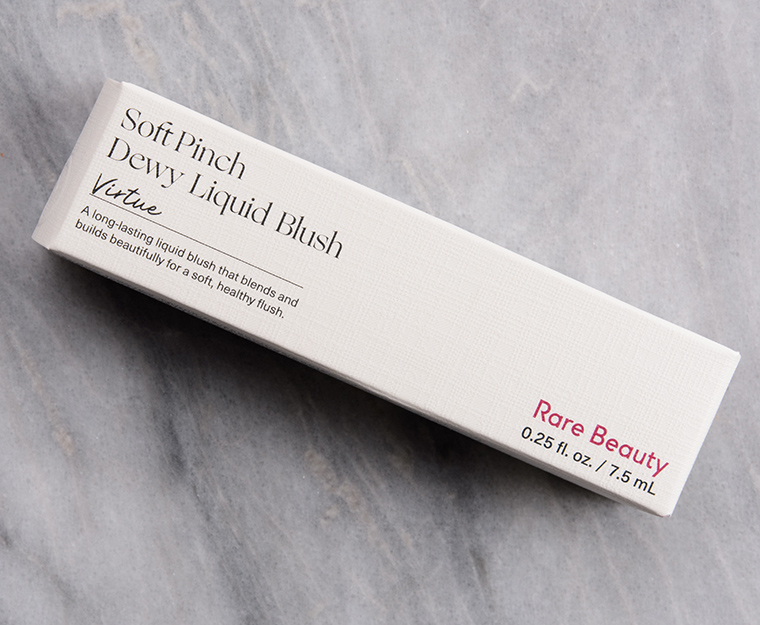 Soft Pinch
Dewy Liquid Blush
Virtue
A long-lasting liquid blush that blends and
builds beautifully for a soft, healthy flush.
Rare Beauty
0.25 fl. oz. / 7.5 mL